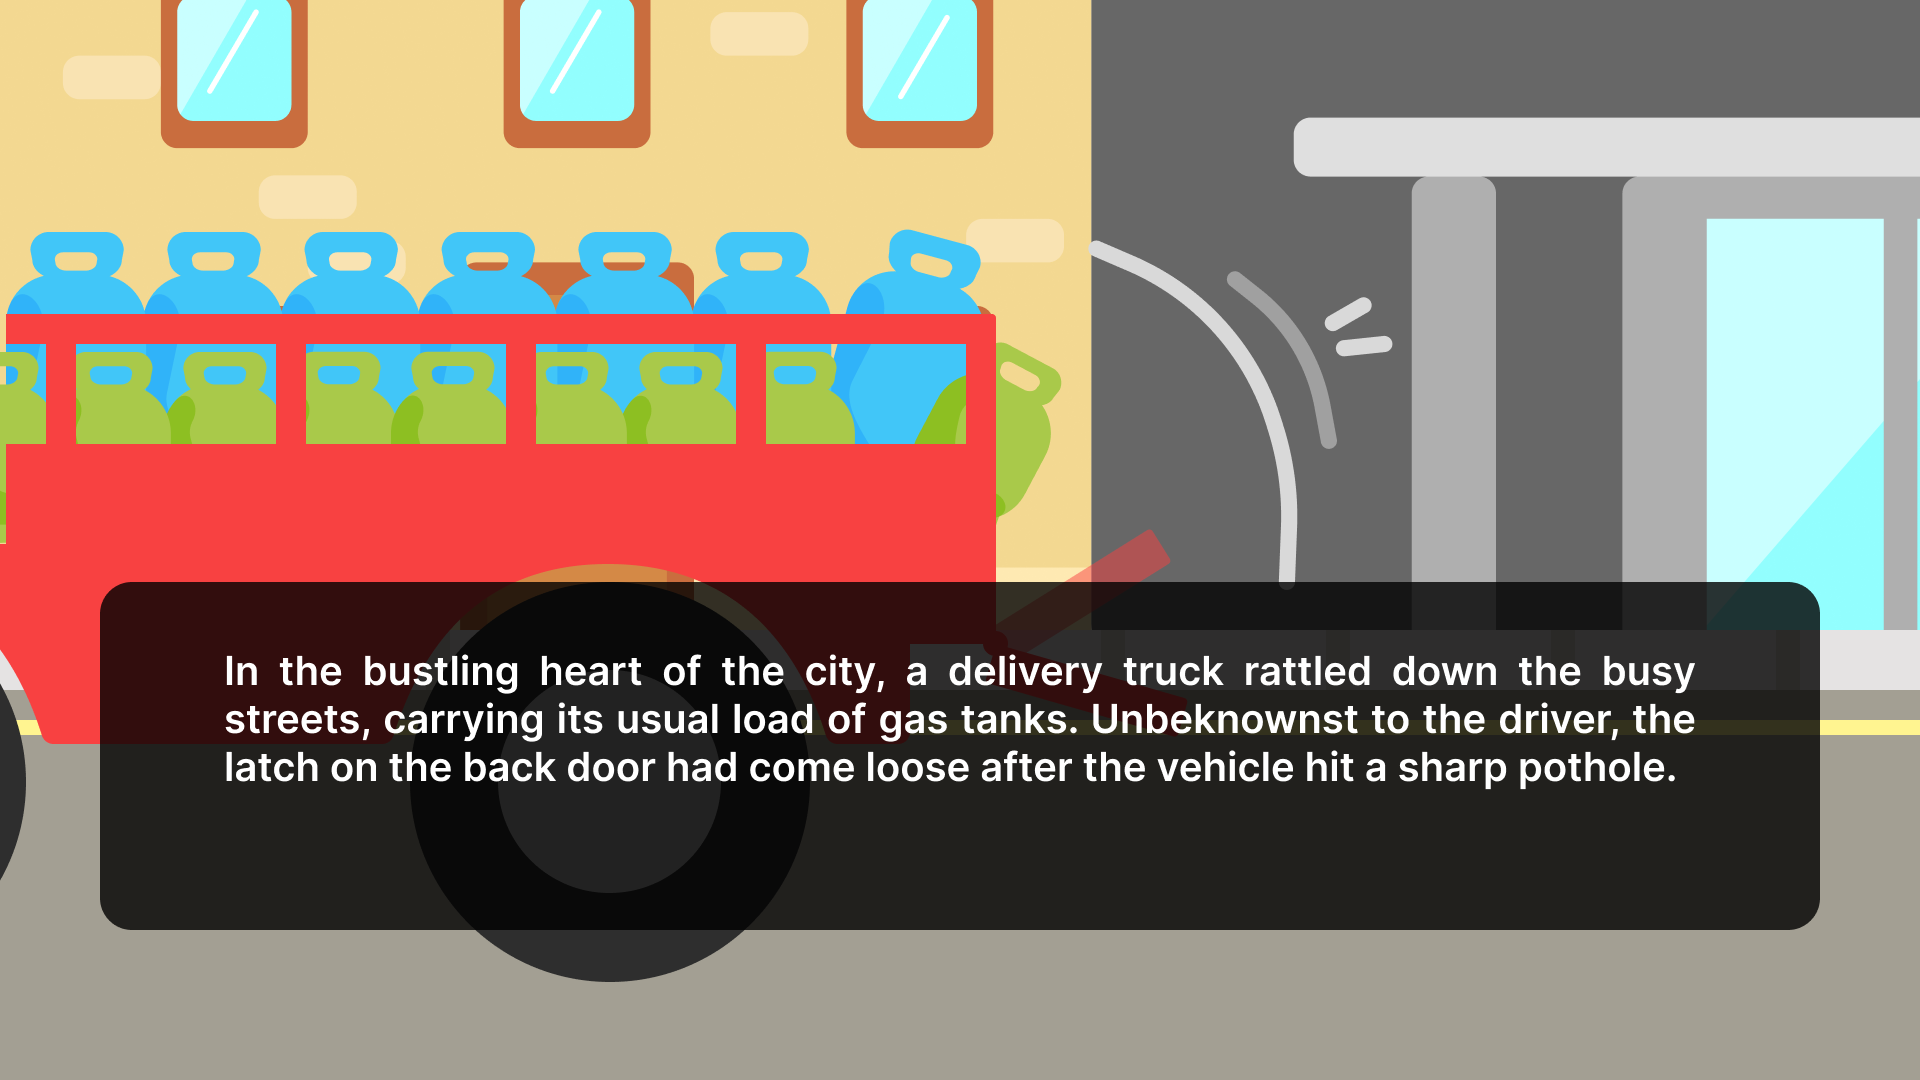 In the bustling heart of the city, a delivery truck rattled down the busy
streets, carrying its usual load of gas tanks. Unbeknownst to the driver, the
latch on the back door had come loose after the vehicle hit a sharp pothole.